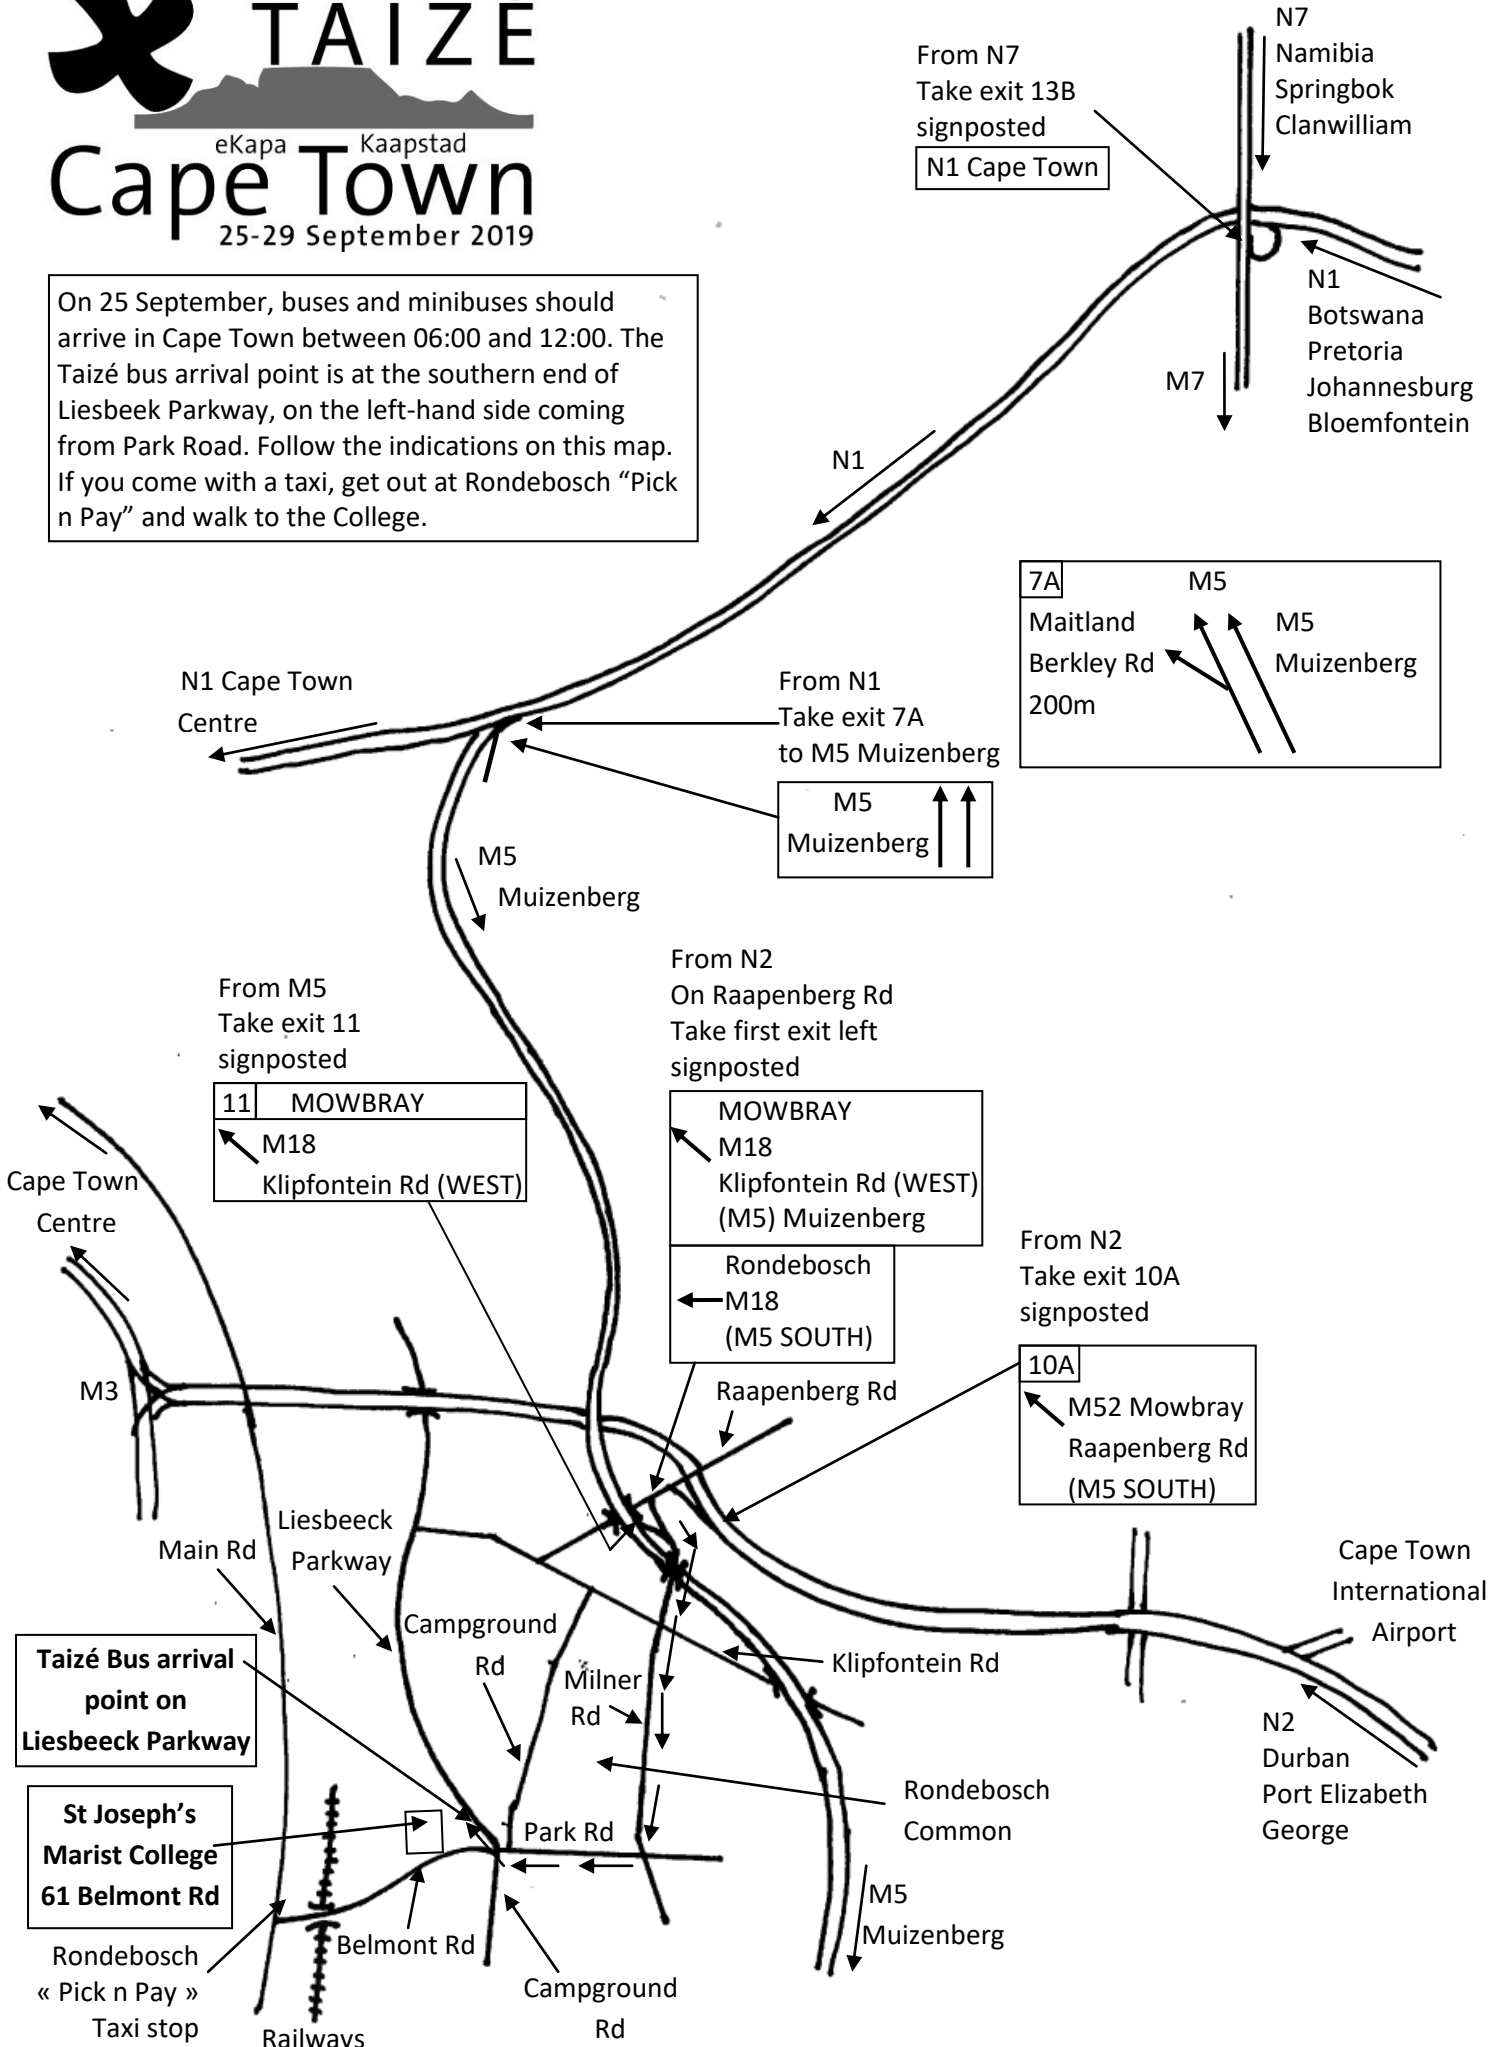 TAIZE
eKapa Kaapstad
Cape Town
25-29 September 2019
On 25 September, buses and minibuses should
arrive in Cape Town between 06:00 and 12:00. The
Taizé bus arrival point is at the southern end of
Liesbeek Parkway, on the left-hand side coming
from Park Road. Follow the indications on this map.
If you come with a taxi, get out at Rondebosch “Pick
n Pay” and walk to the College.
From N7
Take exit 13B
signposted
N1 Cape Town
N7
Namibia
Springbok
Clanwilliam
N1
Botswana
Pretoria
Johannesburg
Bloemfontein
M7
N1
7A
M5
Maitland
Berkley Rd
200m
M5
Muizenberg
N1 Cape Town
Centre
From N1
Take exit 7A
to M5 Muizenberg
M5
Muizenberg
M5
Muizenberg
From M5
Take exit 11
signposted
11 MOWBRAY
M18
Klipfontein Rd (WEST)
From N2
On Raapenberg Rd
Take first exit left
signposted
MOWBRAY
M18
Klipfontein Rd (WEST)
(M5) Muizenberg
Rondebosch
M18
(M5 SOUTH)
From N2
Take exit 10A
signposted
10A
M52 Mowbray
Raapenberg Rd
(M5 SOUTH)
Cape Town
Centre
M3
Raapenberg Rd
Main Rd
Liesbeeck
Parkway
Campground
Rd
Milner
Rd
Klipfontein Rd
Cape Town
International
Airport
Taizé Bus arrival
point on
Liesbeeck Parkway
St Joseph’s
Marist College
61 Belmont Rd
Park Rd
Rondebosch
Common
N2
Durban
Port Elizabeth
George
M5
Muizenberg
Belmont Rd
Rondebosch
« Pick n Pay »
Taxi stop
Railways
Campground
Rd